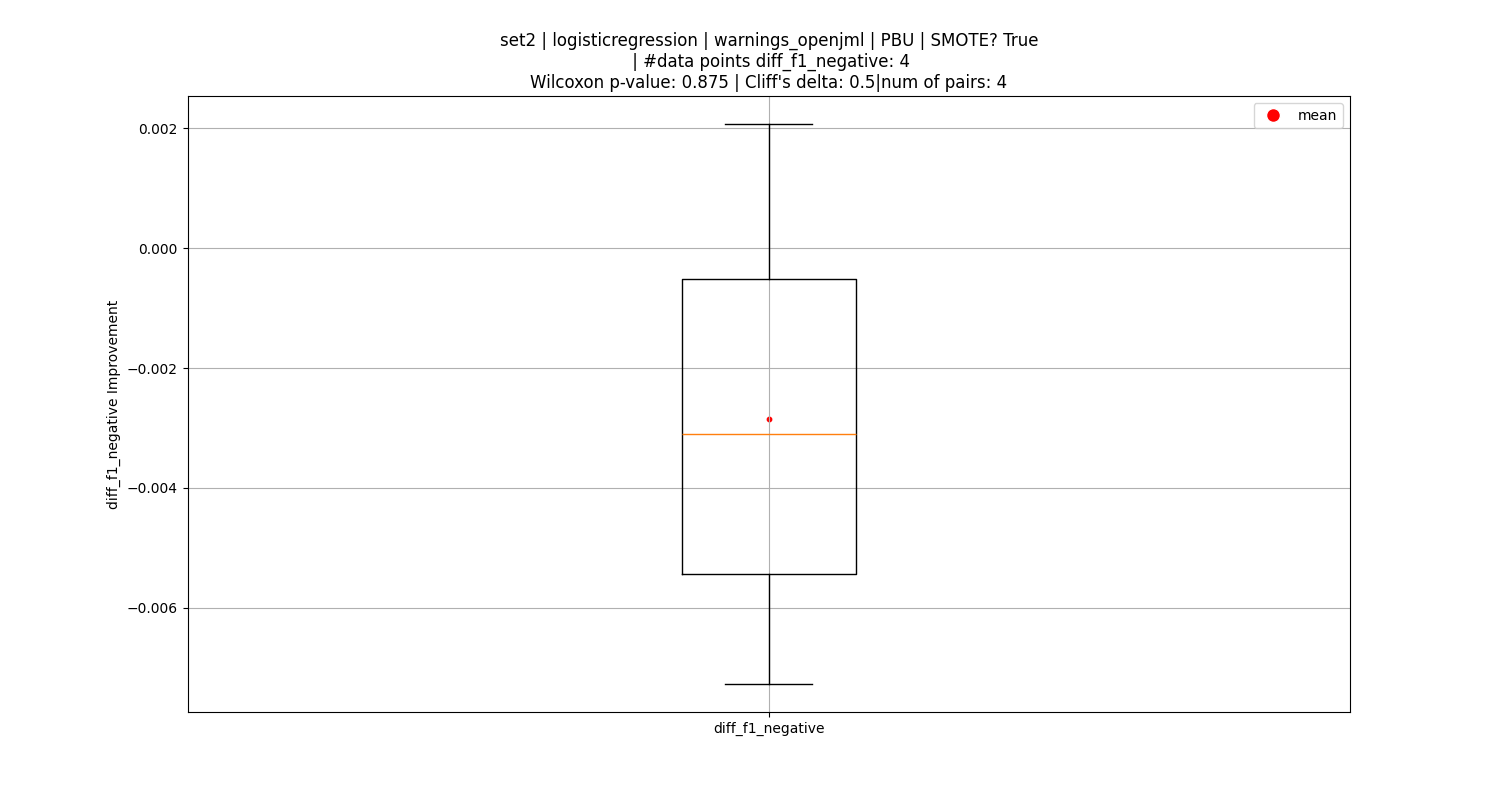 set2 | logisticregression | warnings_openjml | PBU | SMOTE? True
| #data points diff_f1_negative: 4
Wilcoxon p-value: 0.875 | Cliff's delta: 0.5|num of pairs: 4
mean
0.002
0.000
−0.002
−0.004
−0.006
diff_f1_negative Improvement
diff_f1_negative